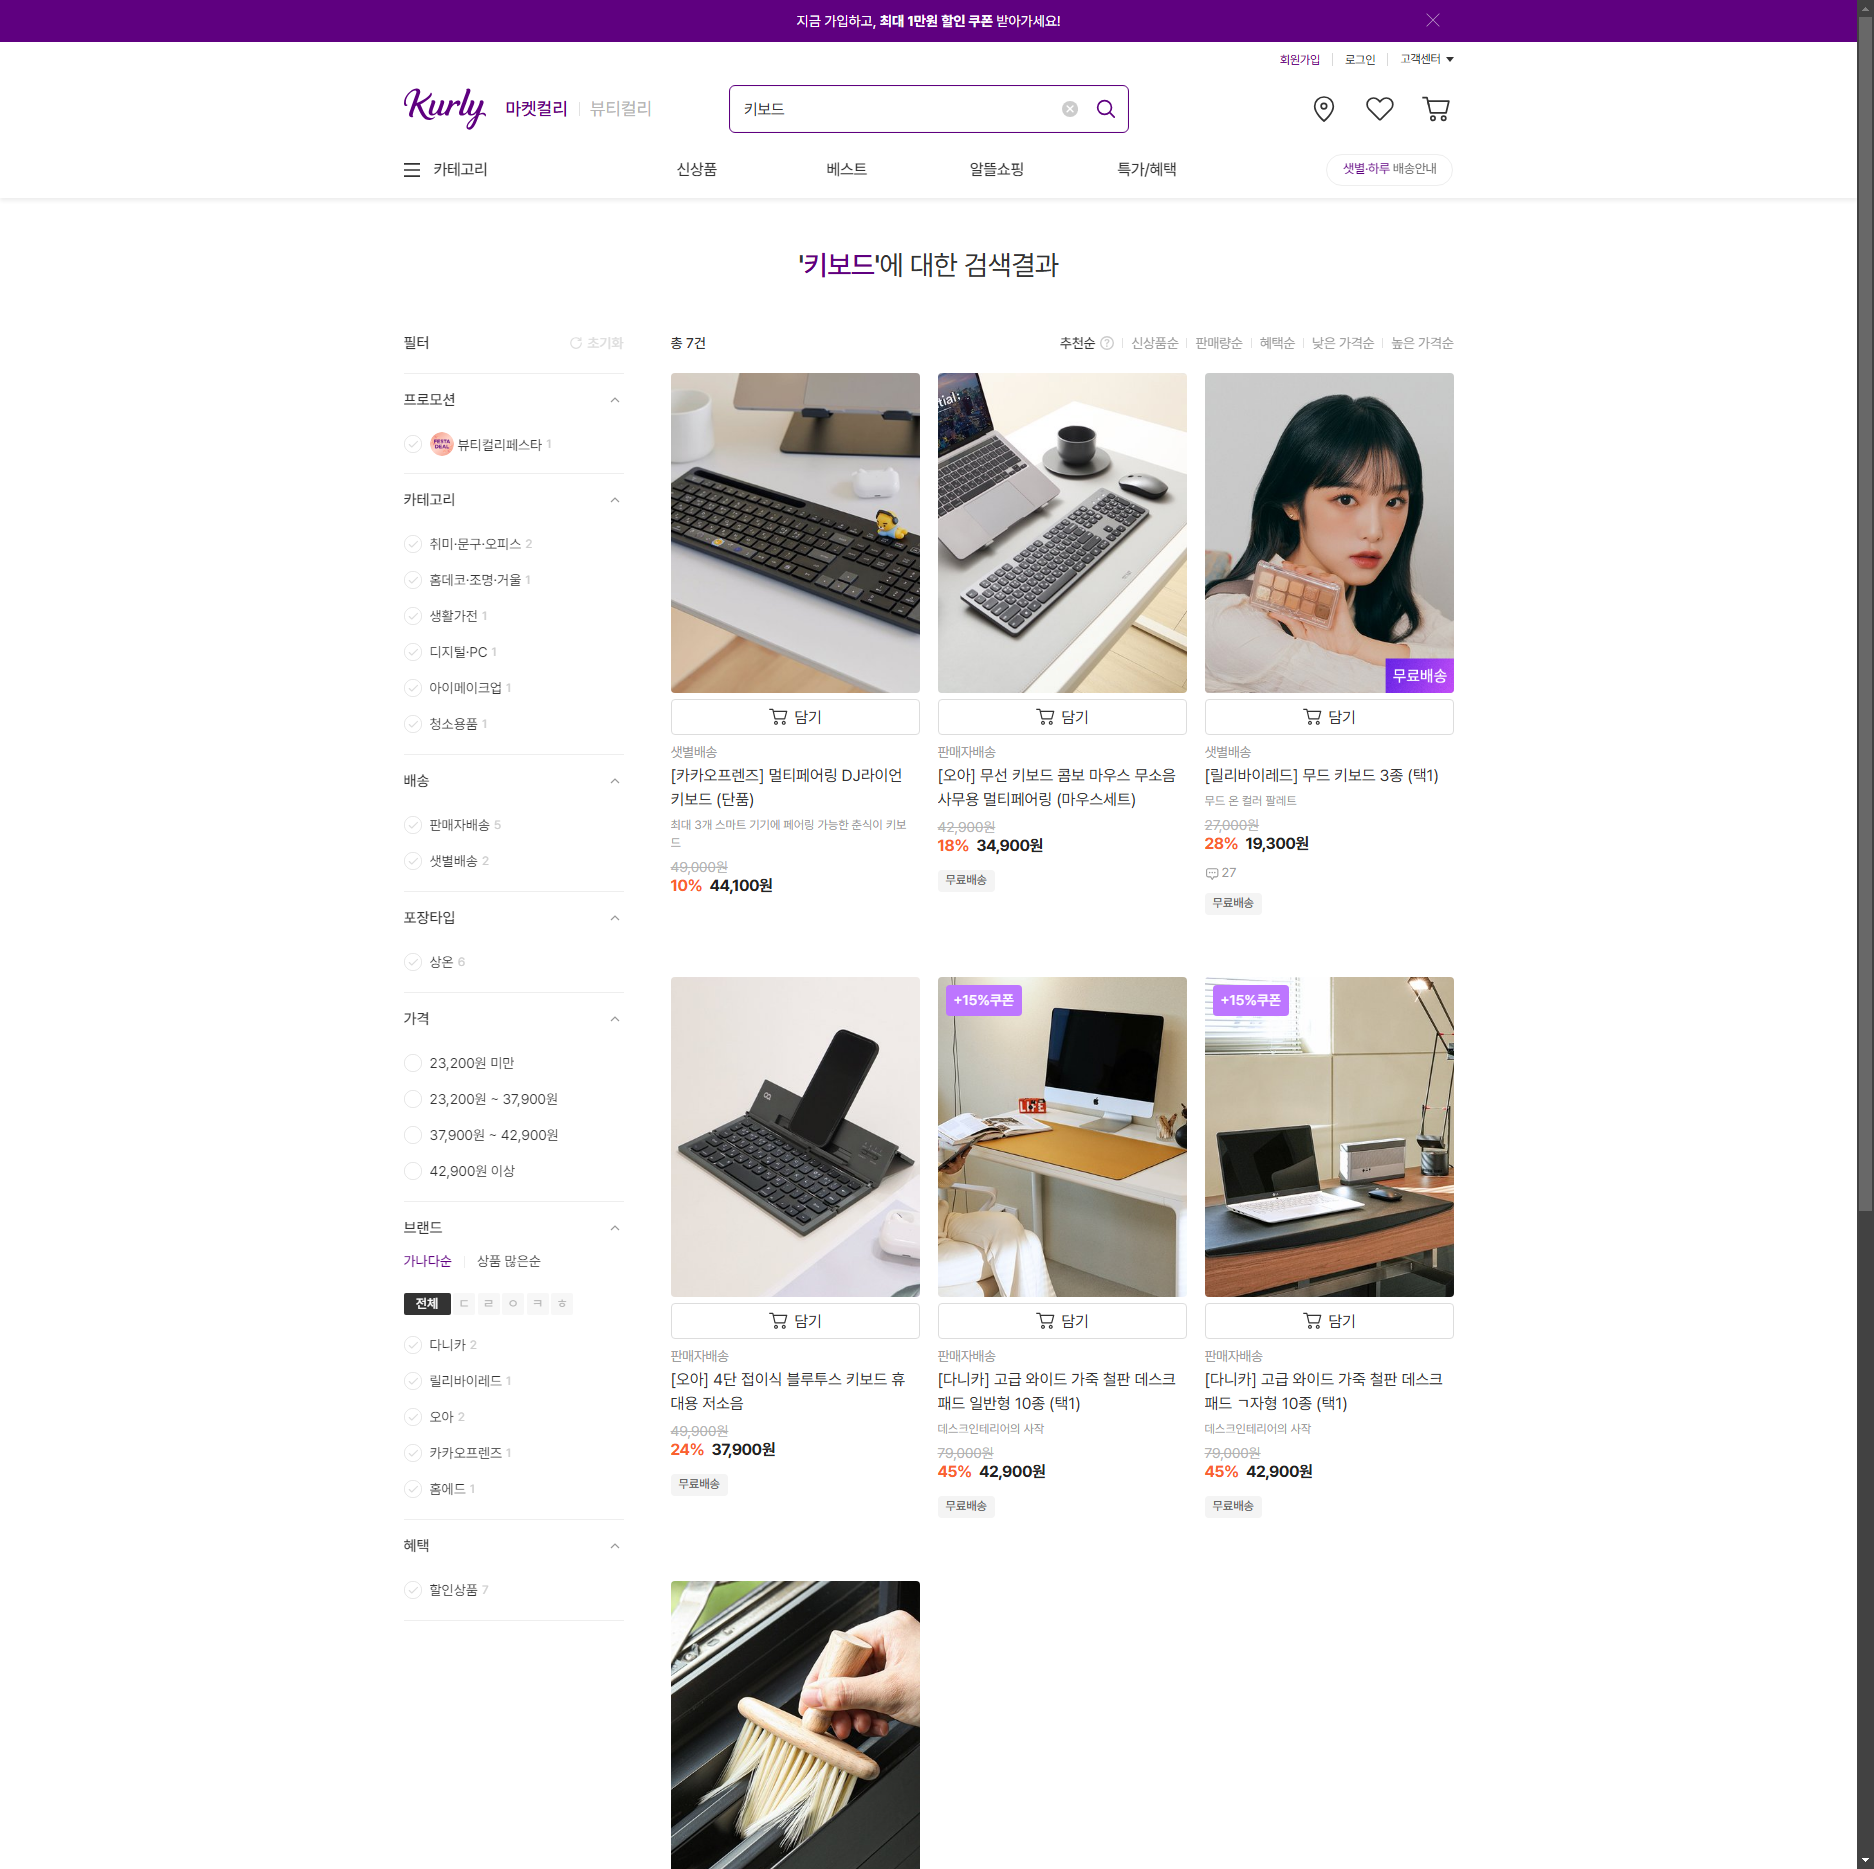 지금 가입하고, 최대 1만원 할인 쿠폰 받아가세요!
회원가입
로그인
고객센터
Kurly
마켓컬리
뷰티컬리
키보드
카테고리
신상품
베스트
알뜰쇼핑
특가/혜택
샛별·하루 배송안내
'키보드'에 대한 검색결과
필터
초기화
프로모션
FESTA
DEAL
뷰티컬리페스타 1
카테고리
취미·문구·오피스 2
홈데코·조명·거울 1
생활가전 1
디지털·PC 1
아이메이크업 1
청소용품 1
배송
판매자배송 5
샛별배송 2
포장타입
상온 6
가격
23,200원 미만
23,200원 ~ 37,900원
37,900원 ~ 42,900원
42,900원 이상
브랜드
가나다순
상품 많은순
전체
ㄷ
ㄹ
ㅇ
ㅋ
ㅎ
다니카 2
릴리바이레드 1
오아 2
카카오프렌즈 1
홈에드 1
혜택
할인상품 7
총 7건
추천순
신상품순
판매량순
혜택순
낮은 가격순
높은 가격순
담기
샛별배송
[카카오프렌즈] 멀티페어링 DJ라이언
키보드 (단품)
최대 3개 스마트 기기에 페어링 가능한 춘식이 키보
드
49,000원
10% 44,100원
tial;
담기
판매자배송
[오아] 무선 키보드 콤보 마우스 무소음
사무용 멀티페어링 (마우스세트)
42,900원
18% 34,900원
무료배송
무료배송
담기
샛별배송
[릴리바이레드] 무드 키보드 3종 (택1)
무드 온 컬러 팔레트
27,000원
28% 19,300원
27
무료배송
담기
판매자배송
[오아] 4단 접이식 블루투스 키보드 휴
대용 저소음
49,900원
24% 37,900원
무료배송
+15%쿠폰
담기
판매자배송
[다니카] 고급 와이드 가죽 철판 데스크
패드 일반형 10종 (택1)
데스크인테리어의 시작
79,000원
45% 42,900원
무료배송
+15%쿠폰
담기
판매자배송
[다니카] 고급 와이드 가죽 철판 데스크
패드 ㄱ자형 10종 (택1)
데스크인테리어의 시작
79,000원
45% 42,900원
무료배송